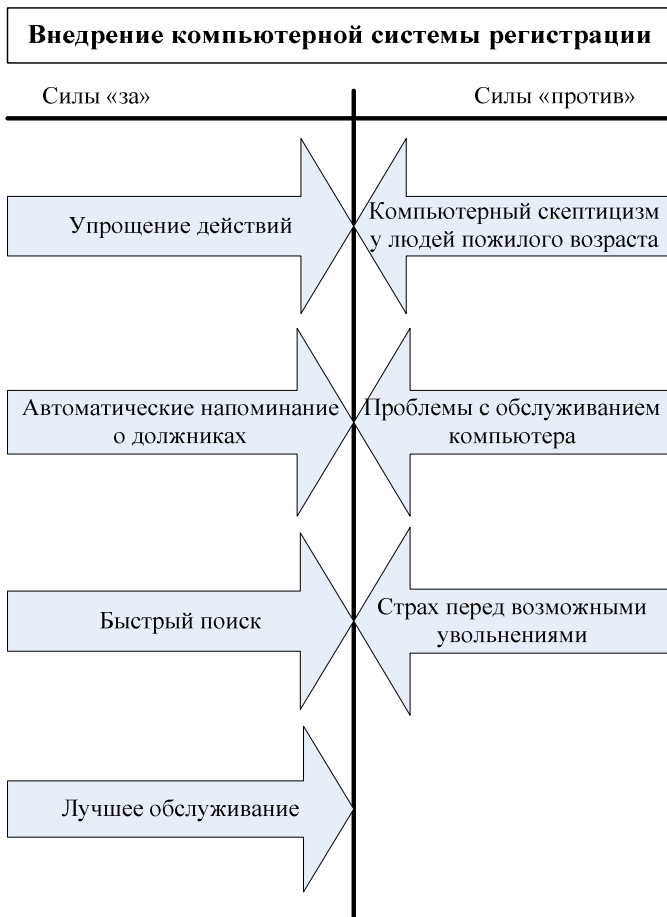 Внедрение компьютерной системы регистрации
Силы «за»
Силы «против»
Упрощение действий
Компьютерный скептицизм
у людей пожилого возраста
Автоматические напоминание
о должниках
Проблемы с обслуживанием
компьютера
Быстрый поиск
Страх перед возможными
увольнениями
Лучшее обслуживание